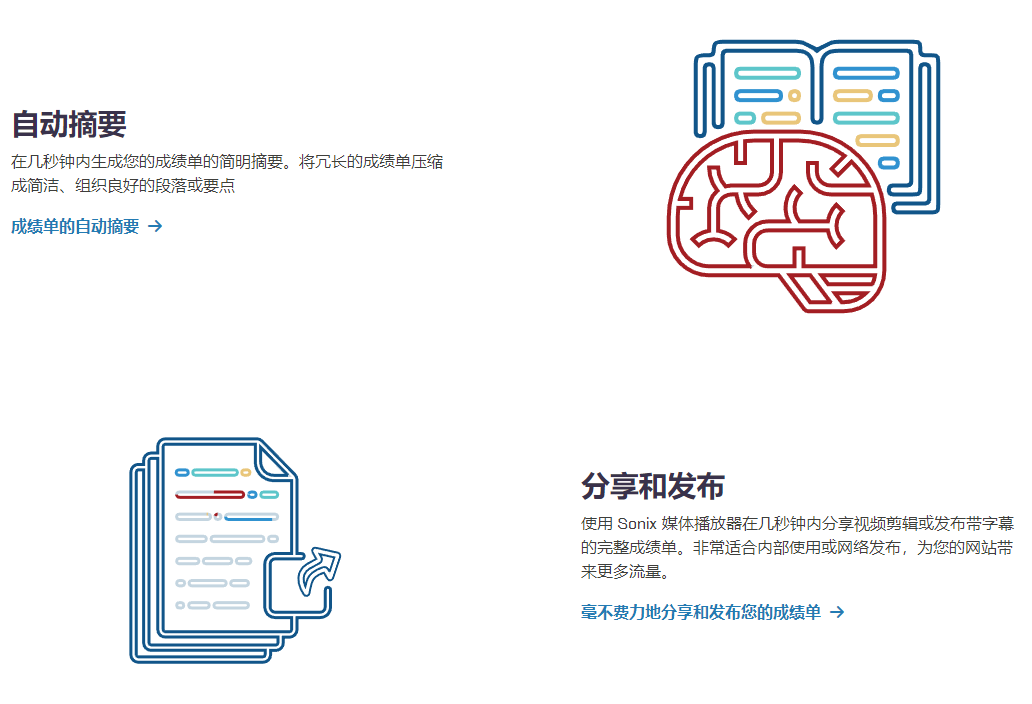 自动摘要
在几秒钟内生成您的成绩单的简明摘要。将冗长的成绩单压缩
成简洁、组织良好的段落或要点
成绩单的自动摘要 →
分享和发布
使用 Sonix 媒体播放器在几秒钟内分享视频剪辑或发布带字幕
的完整成绩单。非常适合内部使用或网络发布，为您的网站带
来更多流量。
毫不费力地分享和发布您的成绩单 →